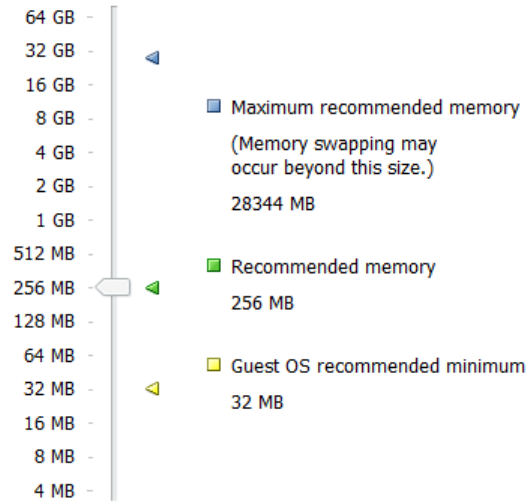 64 GB
32 GB
16 GB
8 GB
4 GB
2 GB
1 GB
512 MB
256 MB
128 MB
64 MB
32 MB
16 MB
8 MB
4 MB
Maximum recommended memory
(Memory swapping may
occur beyond this size.)
28344 MB
Recommended memory
256 MB
Guest OS recommended minimum
32 MB